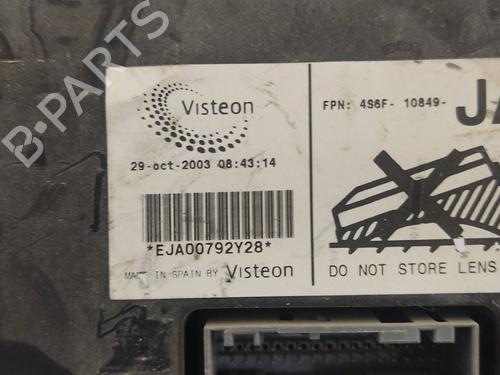 Visteon
29-oct-2003 08:43:14
*EJA00792Y28*
MADE IN SPAIN BY Visteon
FPN: 4S6F- 10849- JA
DO NOT STORE LENS
B-PARTS